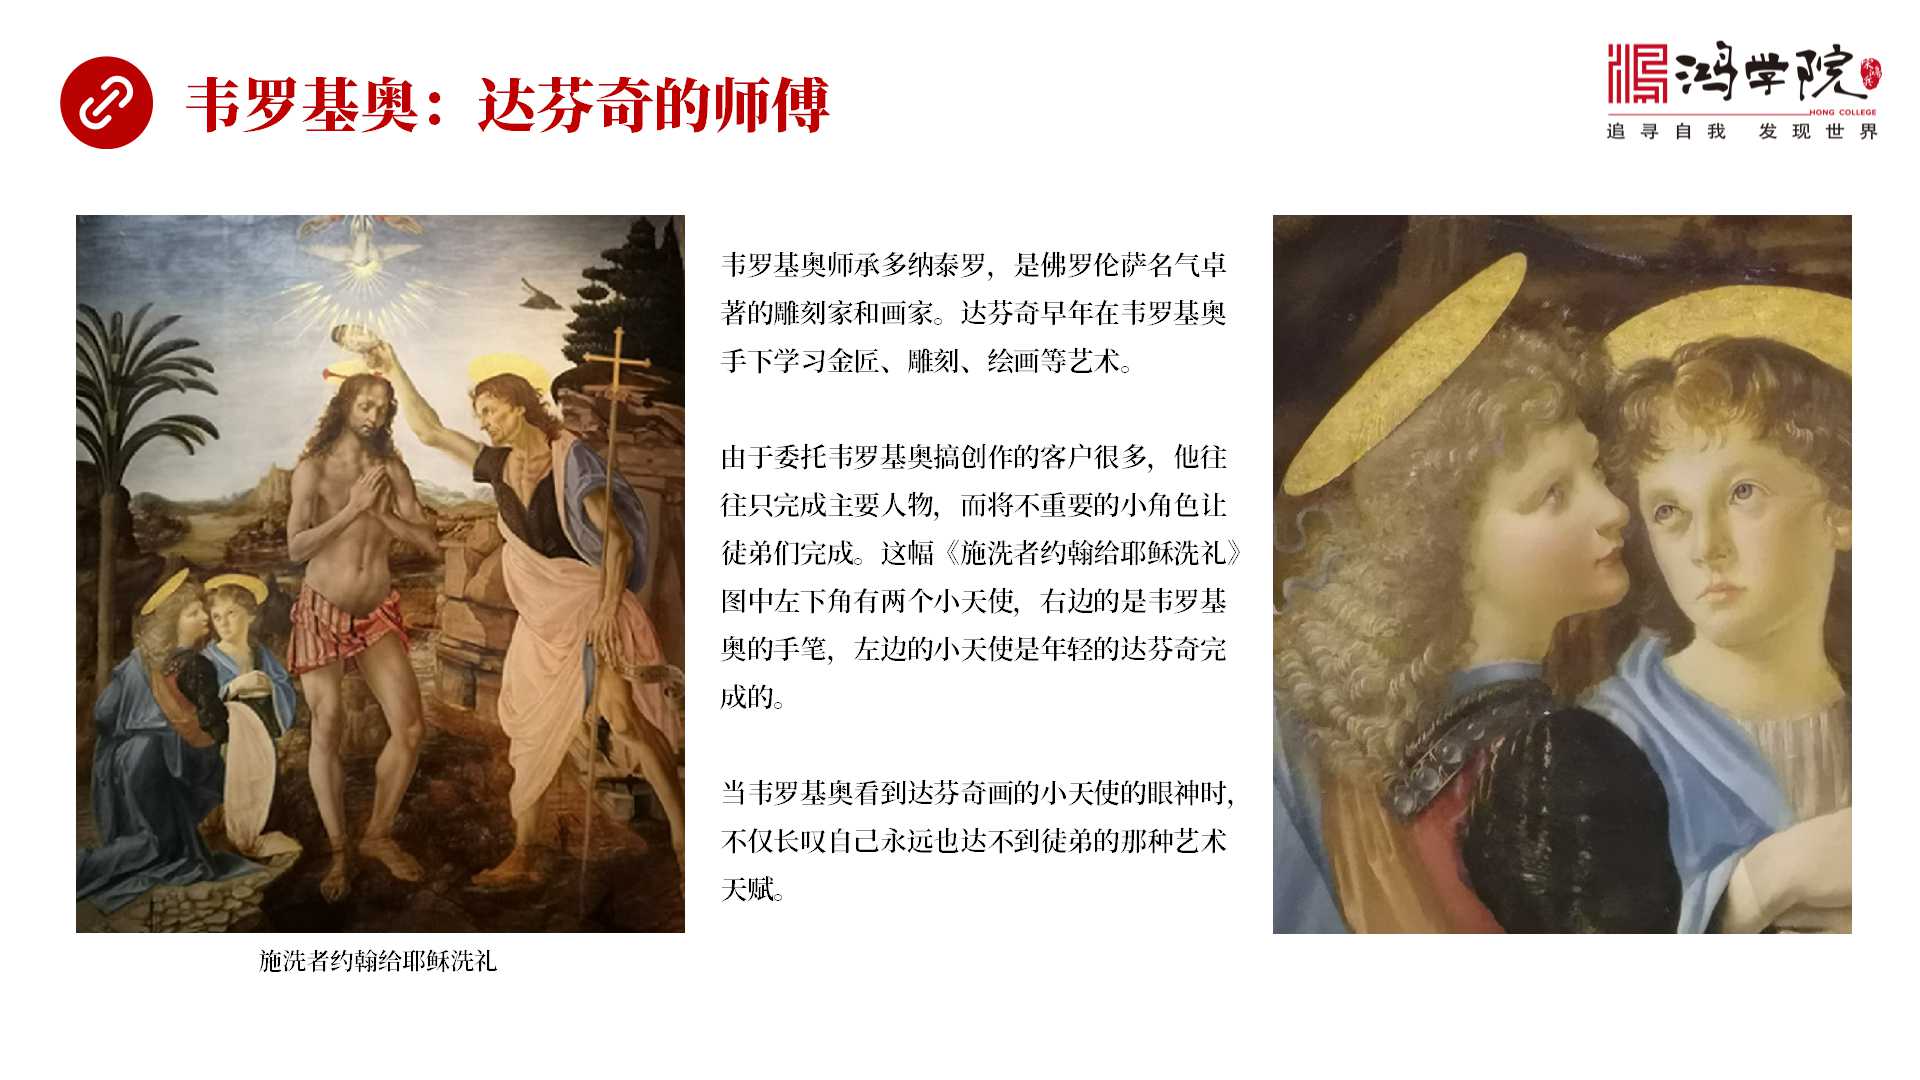 韦罗基奥：达芬奇的师傅
鸿学院
HONG COLLEGE
追寻自我 发现世界
韦罗基奥师承多纳泰罗，是佛罗伦萨名气卓
著的雕刻家和画家。达芬奇早年在韦罗基奥
手下学习金匠、雕刻、绘画等艺术。
由于委托韦罗基奥搞创作的客户很多，他往
往只完成主要人物，而将不重要的小角色让
徒弟们完成。这幅《施洗者约翰给耶稣洗礼》
图中左下角有两个小天使，右边的是韦罗基
奥的手笔，左边的小天使是年轻的达芬奇完
成的。
当韦罗基奥看到达芬奇画的小天使的眼神时，
不仅长叹自己永远也达不到徒弟的那种艺术
天赋。
施洗者约翰给耶稣洗礼